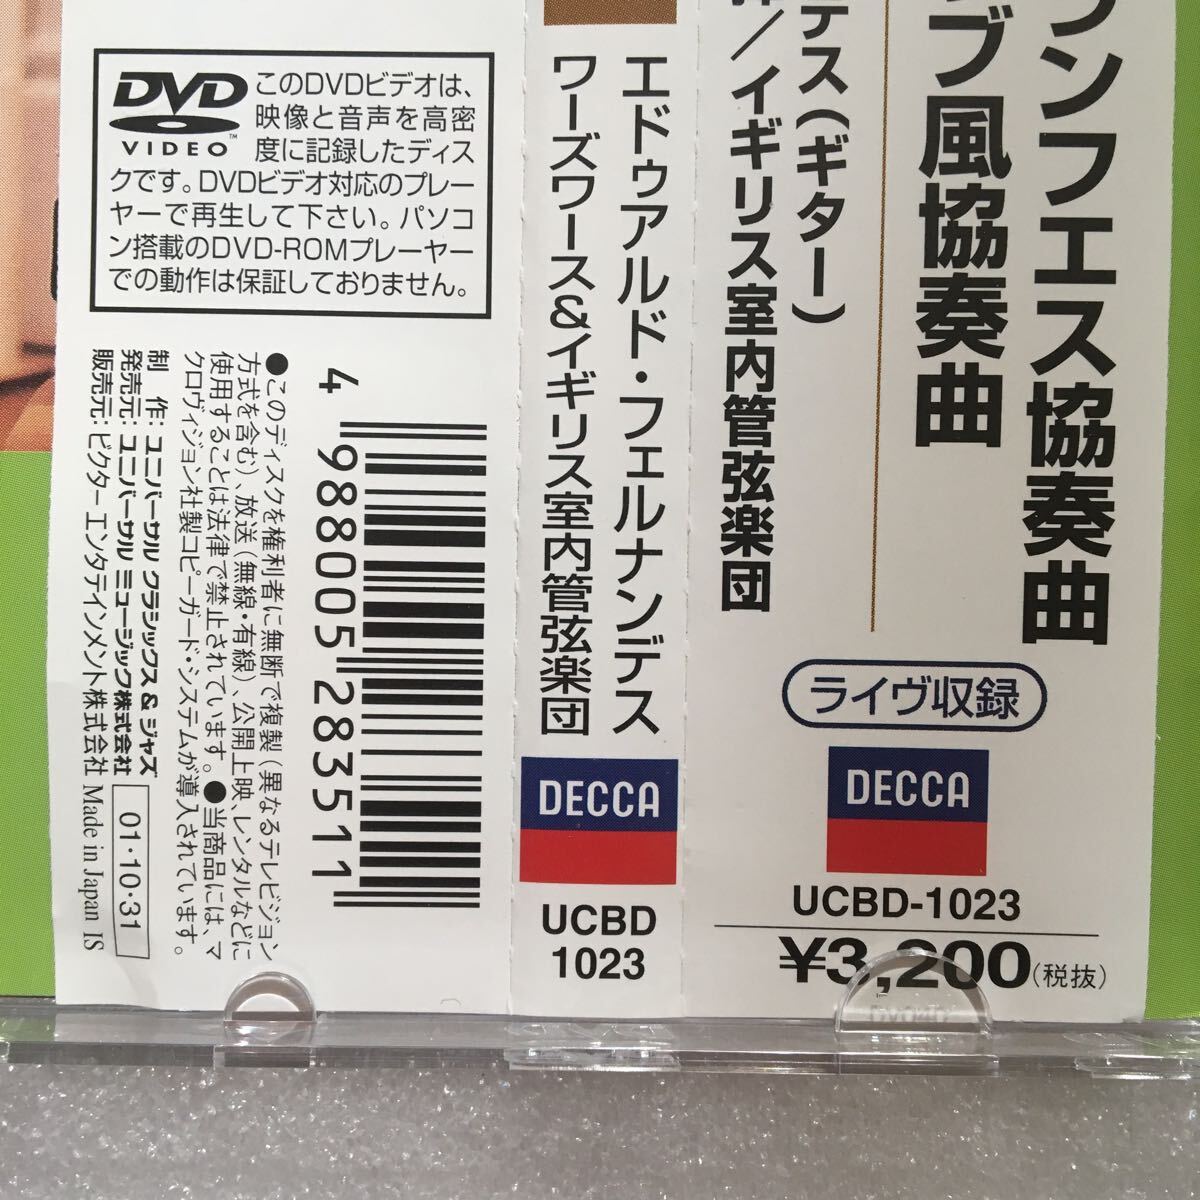 ランフェス協奏曲
ブ風協奏曲
テス(ギター)
/イギリス室内管弦楽団
ライヴ収録
DECCA
UCBD-1023
¥3,200(税抜)
エドゥアルド・フェルナンデス
ワーズワース&イギリス室内管弦楽団
DECCA
UCBD
1023
DVD
VIDEO
™
このDVDビデオは、
映像と音声を高密
度に記録したディス
クです。DVDビデオ対応のプレー
ヤーで再生して下さい。パソコ
ン搭載のDVD-ROMプレーヤー
での動作は保証しておりません。
4 988005 283511
●このディスクを権利者に無断で複製(異なるテレビジョン
方式を含む)、放送(無線・有線)、公開上映、レンタルなどに
使用することは法律で禁止されています。●当商品には、マ
クロヴィジョン社製コピーガード・システムが導入されています。
制 作:ユニバーサル クラシックス & ジャズ
発売元:ユニバーサル ミュージック株式会社
販売元:ビクターエンタテインメント株式会社 Made in Japan IS
01・10・31